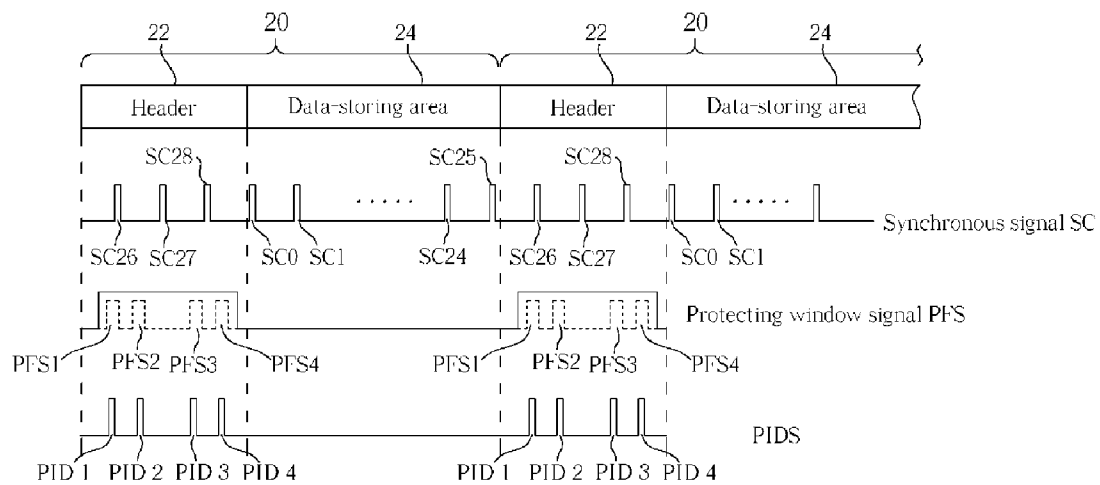 20 20
22 24 22 24
Header Data-storing area Header Data-storing area
SC28 SC25 SC28
Synchronous signal SC
SC26 SC27 SC0 SC1 SC24 SC26 SC27 SC0 SC1
Protecting window signal PFS
PFS1 PFS2 PFS3 PFS4 PFS1 PFS2 PFS3 PFS4
PIDS
PID 1 PID 2 PID 3 PID 4 PID 1 PID 2 PID 3 PID 4